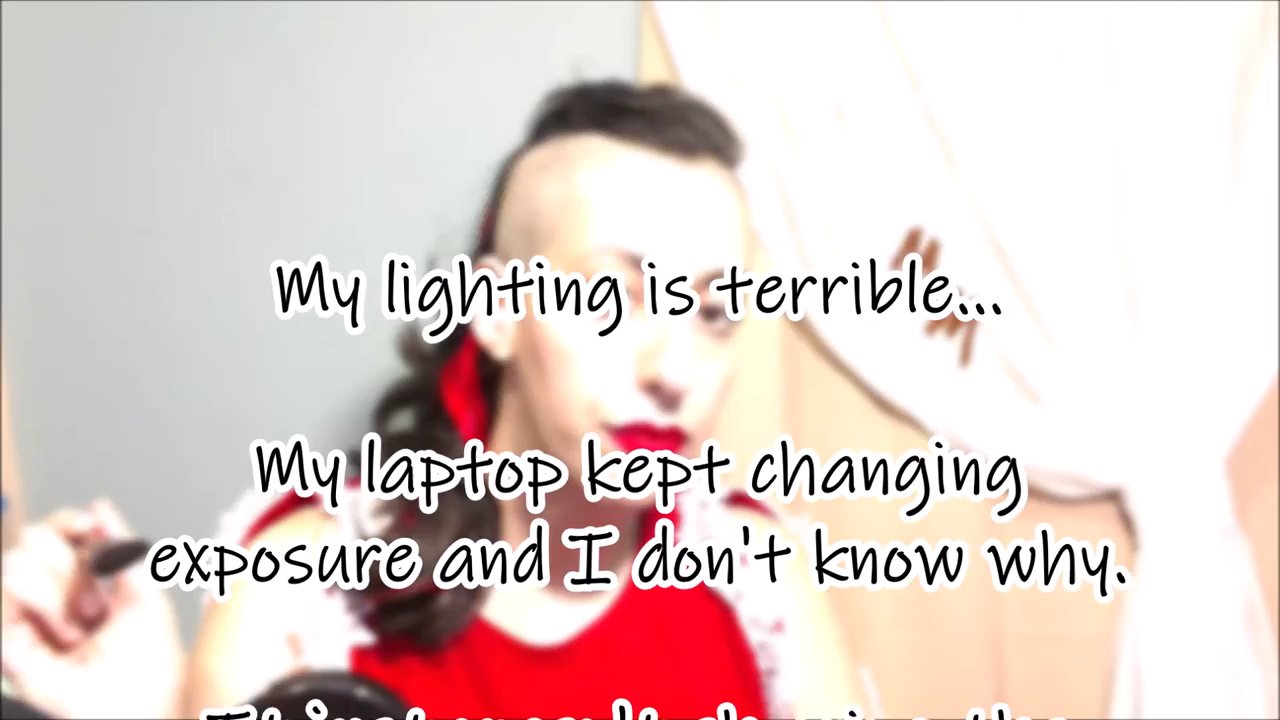 My lighting is terrible...
My laptop kept changing
exposure and I don't know why.